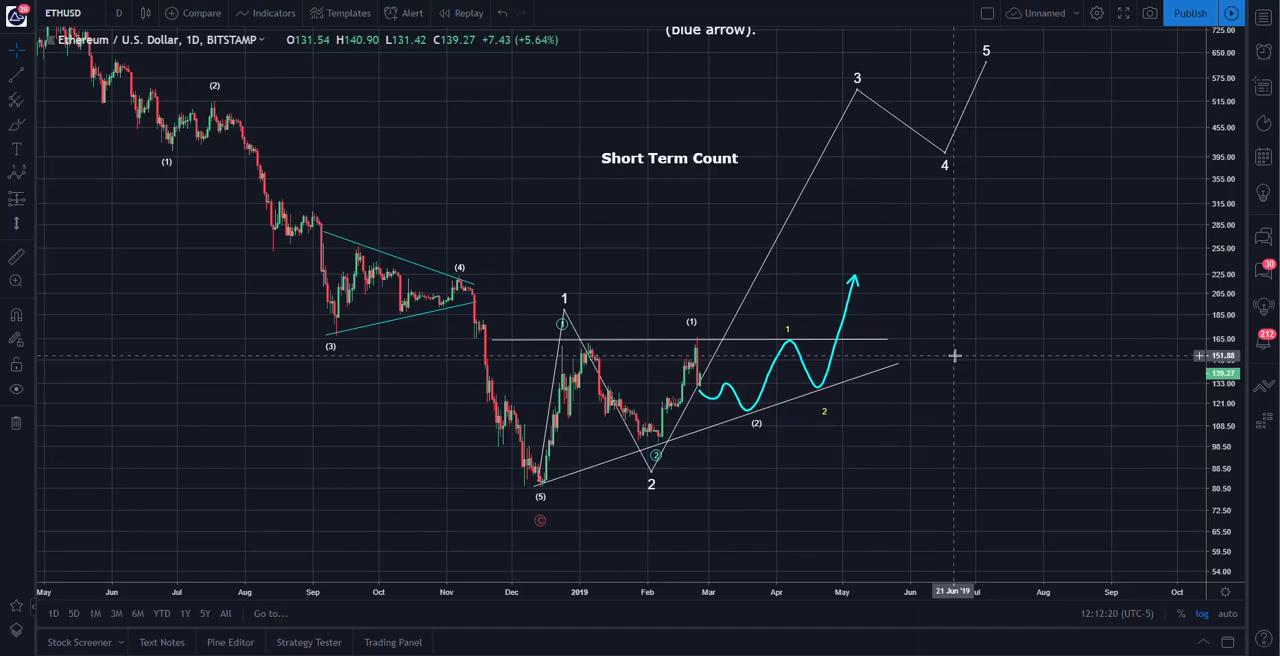 20
ETHUSD
D
Compare
Indicators
Templates
Alert
Replay
Unnamed
Publish
(blue arrow).
Ethereum / U.S. Dollar, 1D, BITSTAMP
O131.54 H140.90 L131.42 C139.27 +7.43 (+5.64%)
Short Term Count
(1)
(2)
(3)
(4)
(5)
C
1
1
2
2
(1)
(2)
1
2
3
4
5
725.00
650.00
575.00
515.00
455.00
395.00
355.00
315.00
285.00
255.00
225.00
205.00
185.00
165.00
151.88
139.27
133.00
121.00
108.50
98.50
88.50
80.50
72.50
65.50
59.50
54.00
30
212
May Jun Jul Aug Sep Oct Nov Dec 2019 Feb Mar Apr May Jun 21 Jun '19 Jul Aug Sep Oct
1D 5D 1M 3M 6M YTD 1Y 5Y All Go to...
12:12:20 (UTC-5) % log auto
Stock Screener Text Notes Pine Editor Strategy Tester Trading Panel